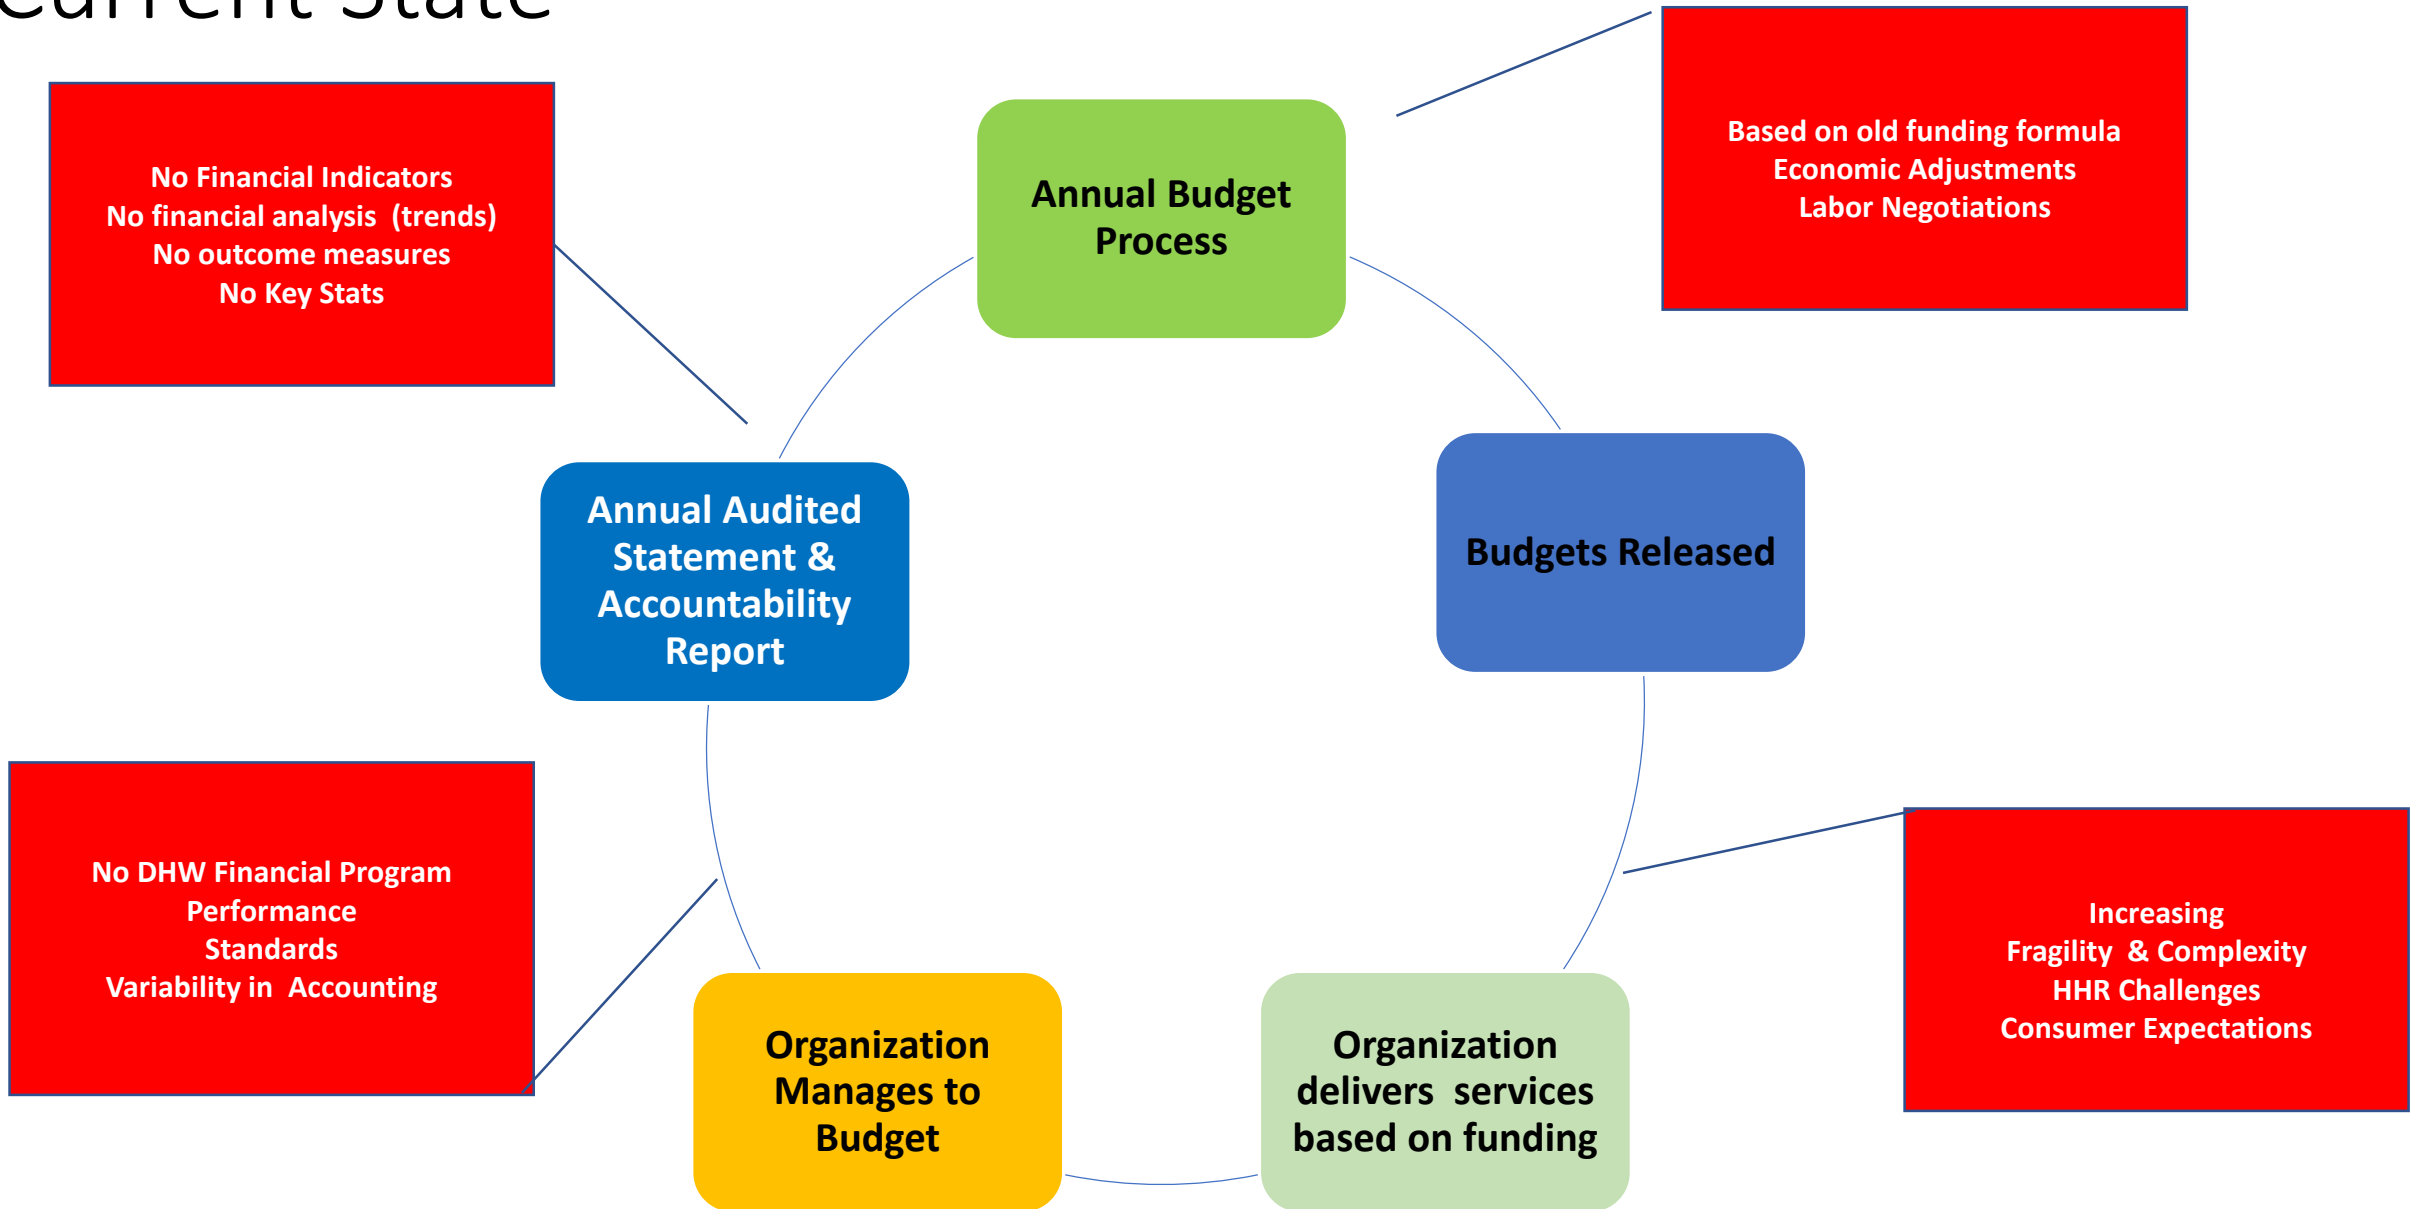 Current State
No Financial Indicators
No financial analysis (trends)
No outcome measures
No Key Stats
Annual Budget
Process
Based on old funding formula
Economic Adjustments
Labor Negotiations
Annual Audited
Statement &
Accountability
Report
Budgets Released
No DHW Financial Program
Performance
Standards
Variability in Accounting
Organization
Manages to
Budget
Organization
delivers services
based on funding
Increasing
Fragility & Complexity
HHR Challenges
Consumer Expectations